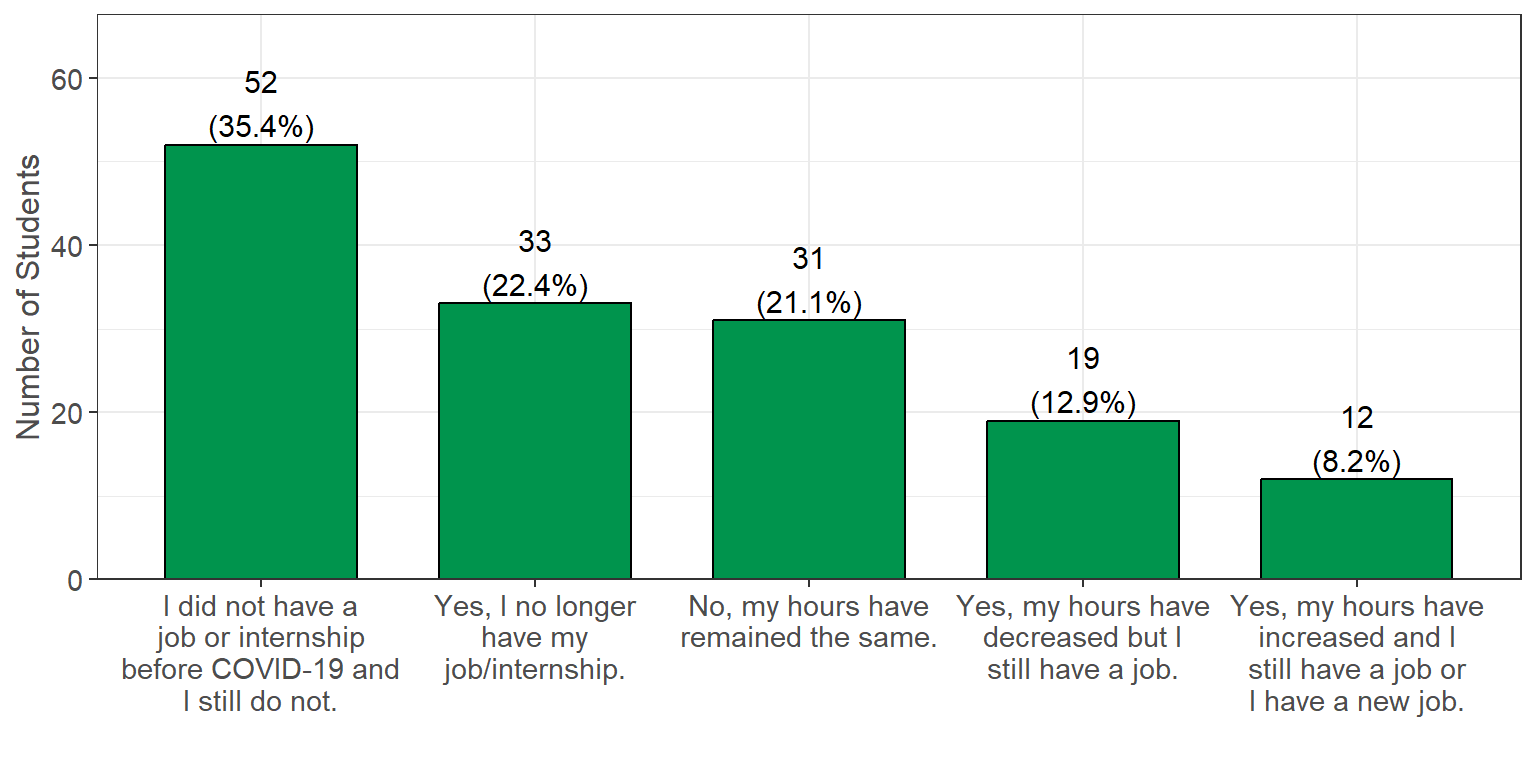 Number of Students
60
40
20
0
52
(35.4%)
33
(22.4%)
31
(21.1%)
19
(12.9%)
12
(8.2%)
I did not have a
job or internship
before COVID-19 and
I still do not.
Yes, I no longer
have my
job/internship.
No, my hours have
remained the same.
Yes, my hours have
decreased but I
still have a job.
Yes, my hours have
increased and I
still have a job or
I have a new job.